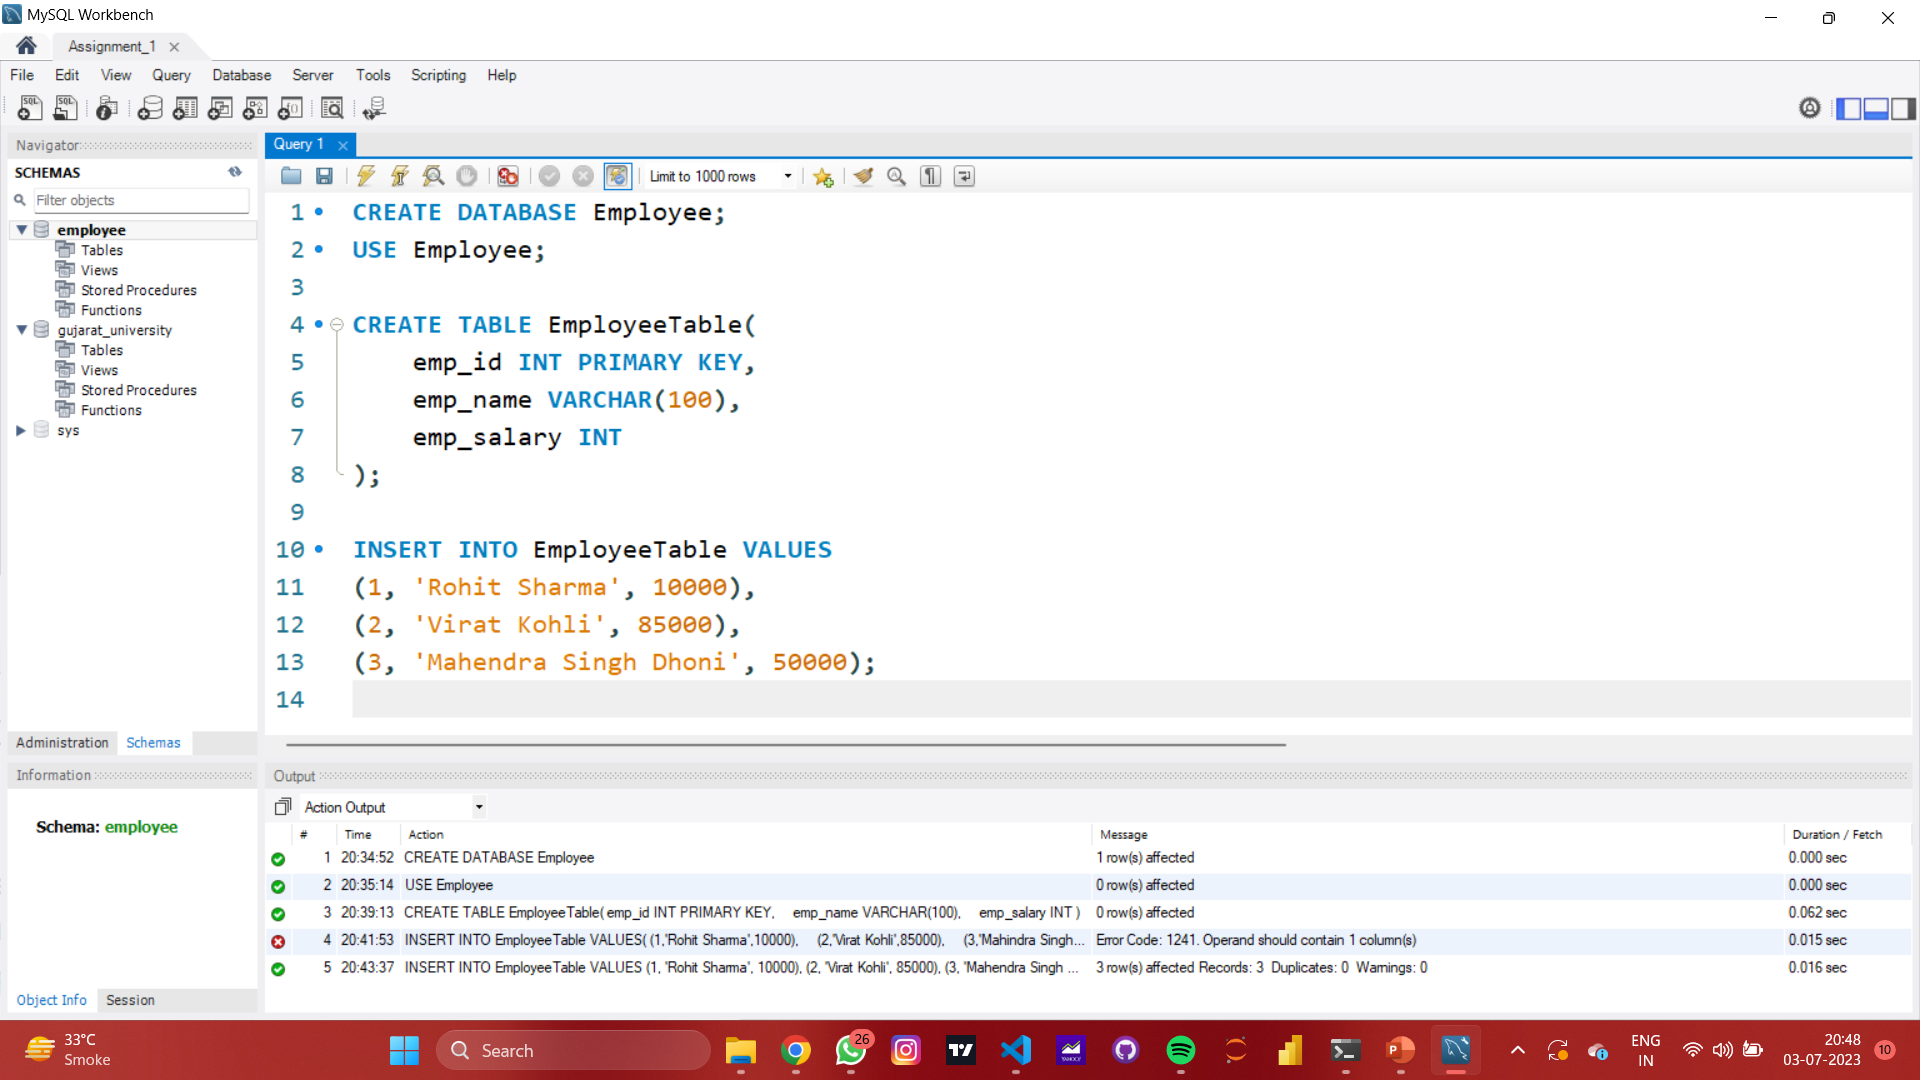 MySQL Workbench
Assignment_1
File Edit View Query Database Server Tools Scripting Help
Navigator
SCHEMAS
Filter objects
employee
Tables
Views
Stored Procedures
Functions
gujarat_university
Tables
Views
Stored Procedures
Functions
sys
Administration Schemas
Information
Schema: employee
Object Info Session
Query 1
Limit to 1000 rows
1 CREATE DATABASE Employee;
2 USE Employee;
3
4 CREATE TABLE EmployeeTable(
5 emp_id INT PRIMARY KEY,
6 emp_name VARCHAR(100),
7 emp_salary INT
8 );
9
10 INSERT INTO EmployeeTable VALUES
11 (1, 'Rohit Sharma', 10000),
12 (2, 'Virat Kohli', 85000),
13 (3, 'Mahendra Singh Dhoni', 50000);
14
Output
Action Output
# Time Action Message Duration / Fetch
1 20:34:52 CREATE DATABASE Employee 1 row(s) affected 0.000 sec
2 20:35:14 USE Employee 0 row(s) affected 0.000 sec
3 20:39:13 CREATE TABLE EmployeeTable( emp_id INT PRIMARY KEY, emp_name VARCHAR(100), emp_salary INT ) 0 row(s) affected 0.062 sec
4 20:41:53 INSERT INTO EmployeeTable VALUES( (1,'Rohit Sharma',10000), (2,'Virat Kohli',85000), (3,'Mahindra Singh... Error Code: 1241. Operand should contain 1 column(s) 0.015 sec
5 20:43:37 INSERT INTO EmployeeTable VALUES (1, 'Rohit Sharma', 10000), (2, 'Virat Kohli', 85000), (3, 'Mahendra Singh ... 3 row(s) affected Records: 3 Duplicates: 0 Warnings: 0 0.016 sec
33°C
Smoke
Search
26
ENG
IN
20:48
03-07-2023
10